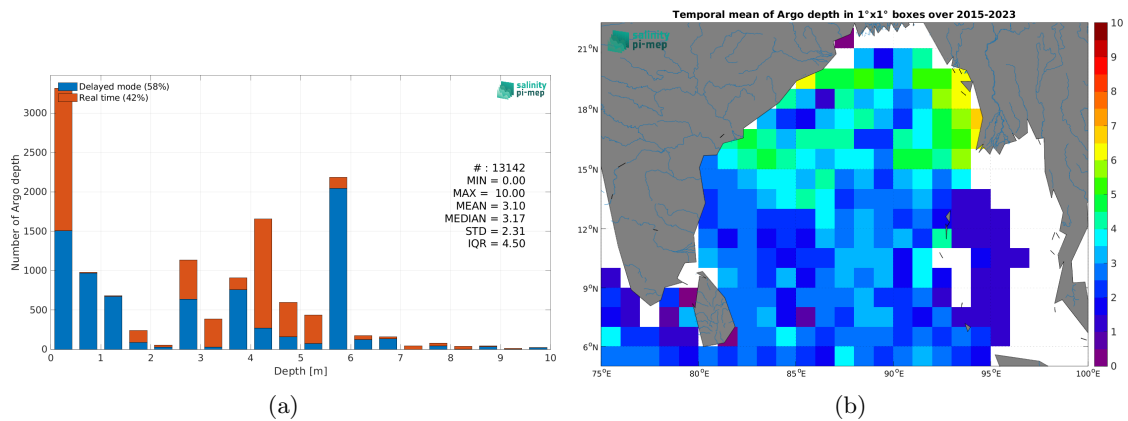 Delayed mode (58%)
Real time (42%)
salinity
pi-mep
# : 13142
MIN = 0.00
MAX = 10.00
MEAN = 3.10
MEDIAN = 3.17
STD = 2.31
IQR = 4.50
Number of Argo depth
3000
2500
2000
1500
1000
500
0
0 1 2 3 4 5 6 7 8 9 10
Depth [m]
(a)
Temporal mean of Argo depth in 1°x1° boxes over 2015-2023
salinity
pi-mep
21°N
18°N
15°N
12°N
9°N
6°N
75°E 80°E 85°E 90°E 95°E 100°E
10
9
8
7
6
5
4
3
2
1
0
(b)